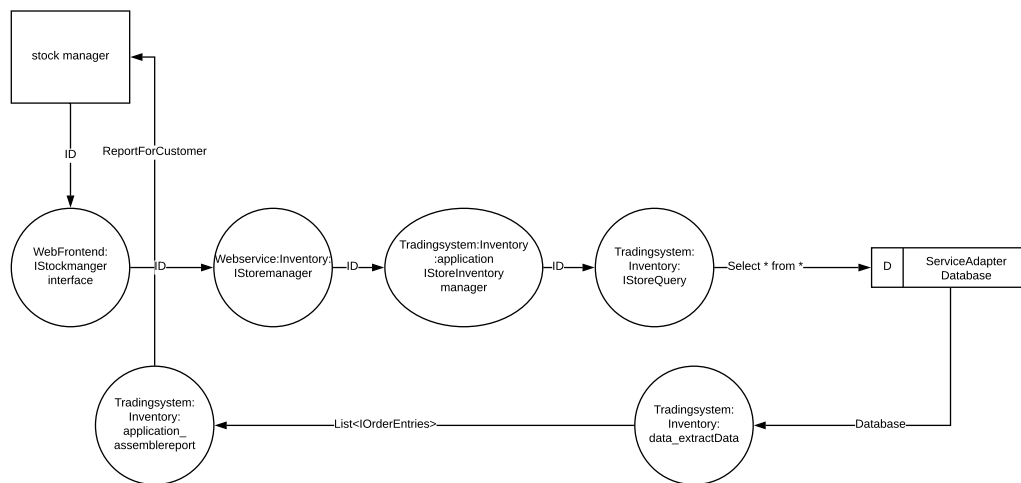 stock manager
ID
ReportForCustomer
WebFrontend:
IStockmanger
interface
ID
Webservice:Inventory:
IStoremanager
ID
Tradingsystem:Inventory
:application
IStoreInventory
manager
ID
Tradingsystem:
Inventory:
IStoreQuery
Select * from *
D
ServiceAdapter
Database
Tradingsystem:
Inventory:
application_
assemblereport
List<IOrderEntries>
Tradingsystem:
Inventory:
data_extractData
Database